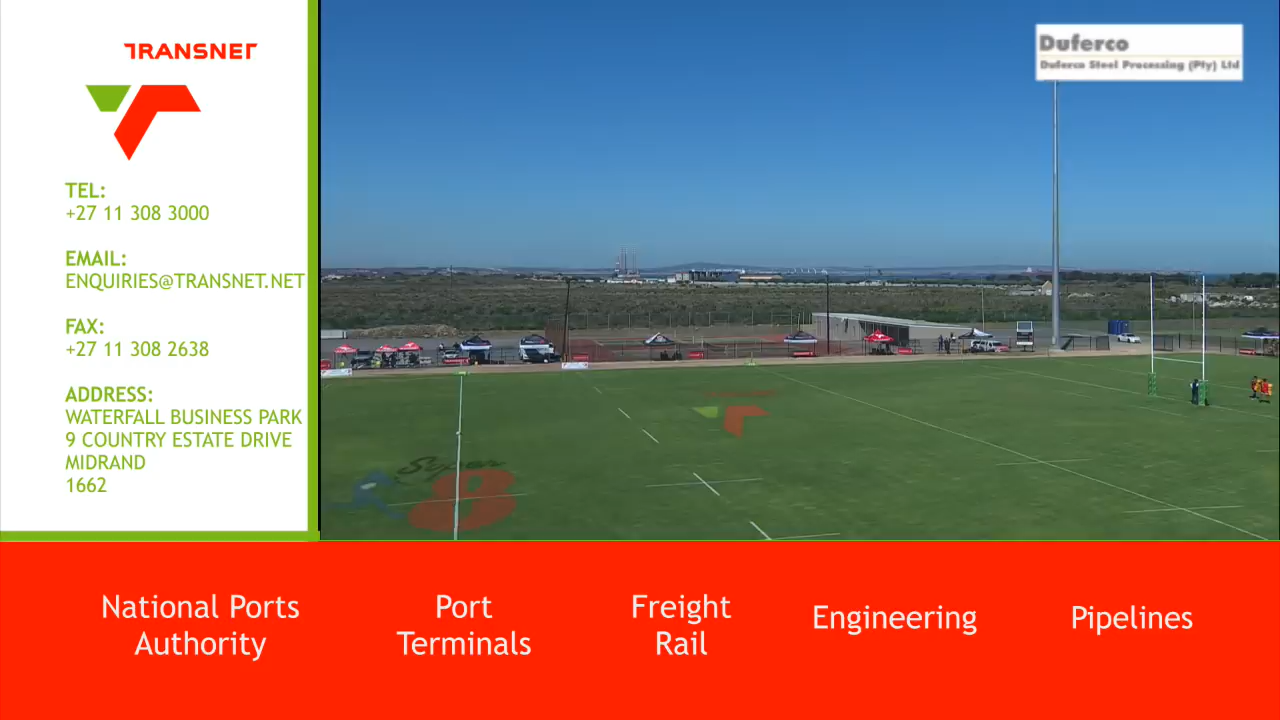 TRANSNET
TEL:
+27 11 308 3000
EMAIL:
ENQUIRIES@TRANSNET.NET
FAX:
+27 11 308 2638
ADDRESS:
WATERFALL BUSINESS PARK
9 COUNTRY ESTATE DRIVE
MIDRAND
1662
Duferco
Duferco Steel Processing (Pty) Ltd
Super
8
National Ports
Authority
Port
Terminals
Freight
Rail
Engineering
Pipelines